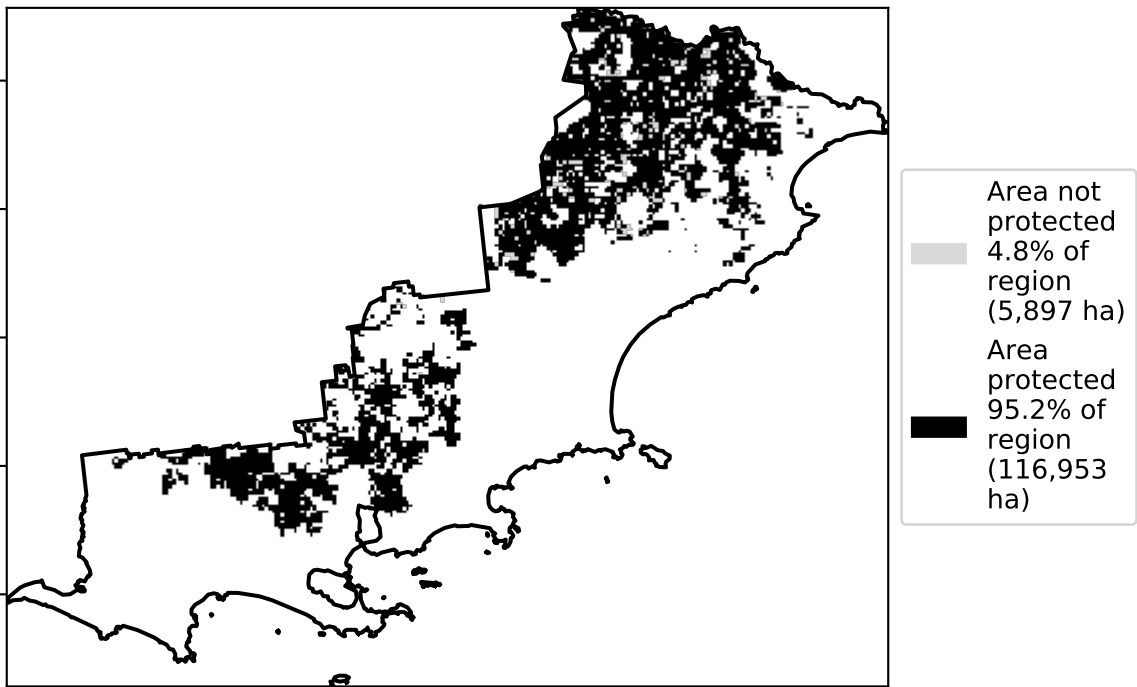 Area not
protected
4.8% of
region
(5,897 ha)
Area
protected
95.2% of
region
(116,953
ha)